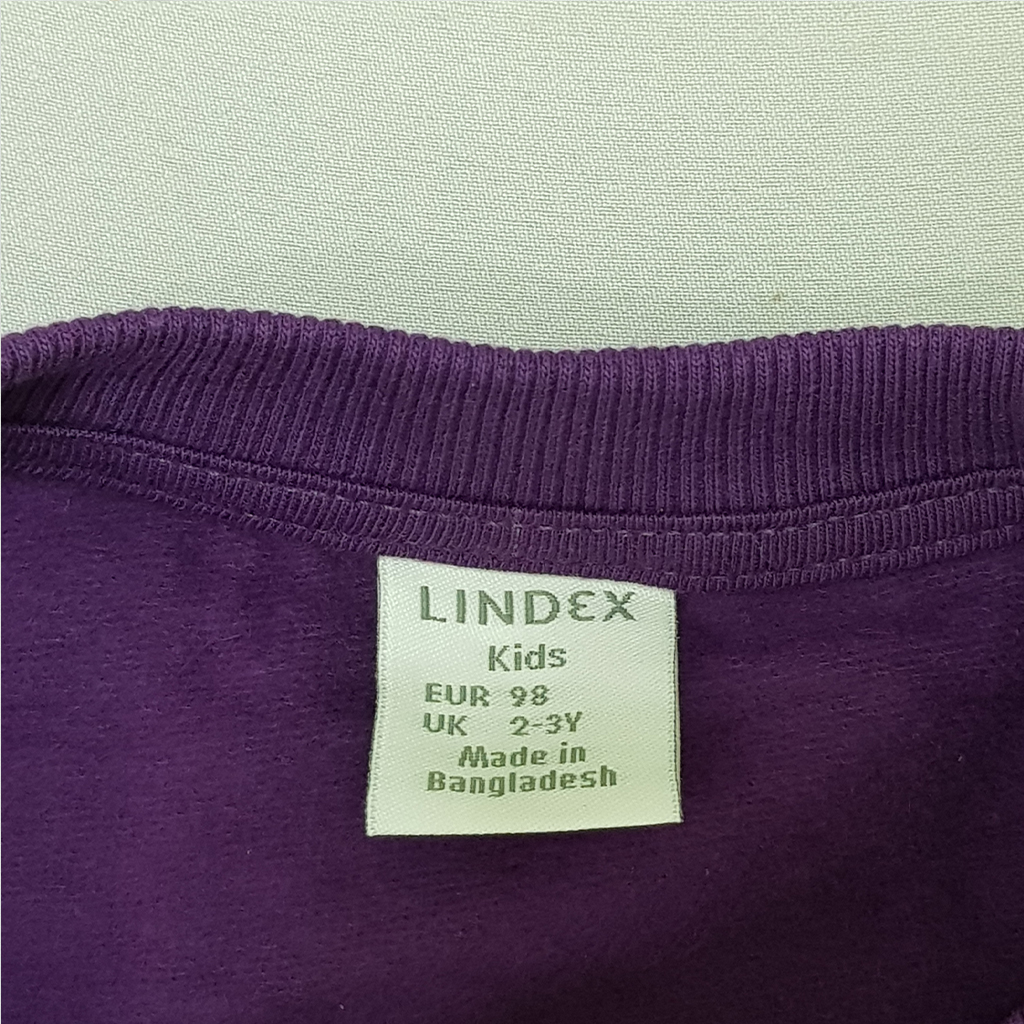 LINDEX
Kids
EUR 98
UK 2-3Y
Made in
Bangladesh